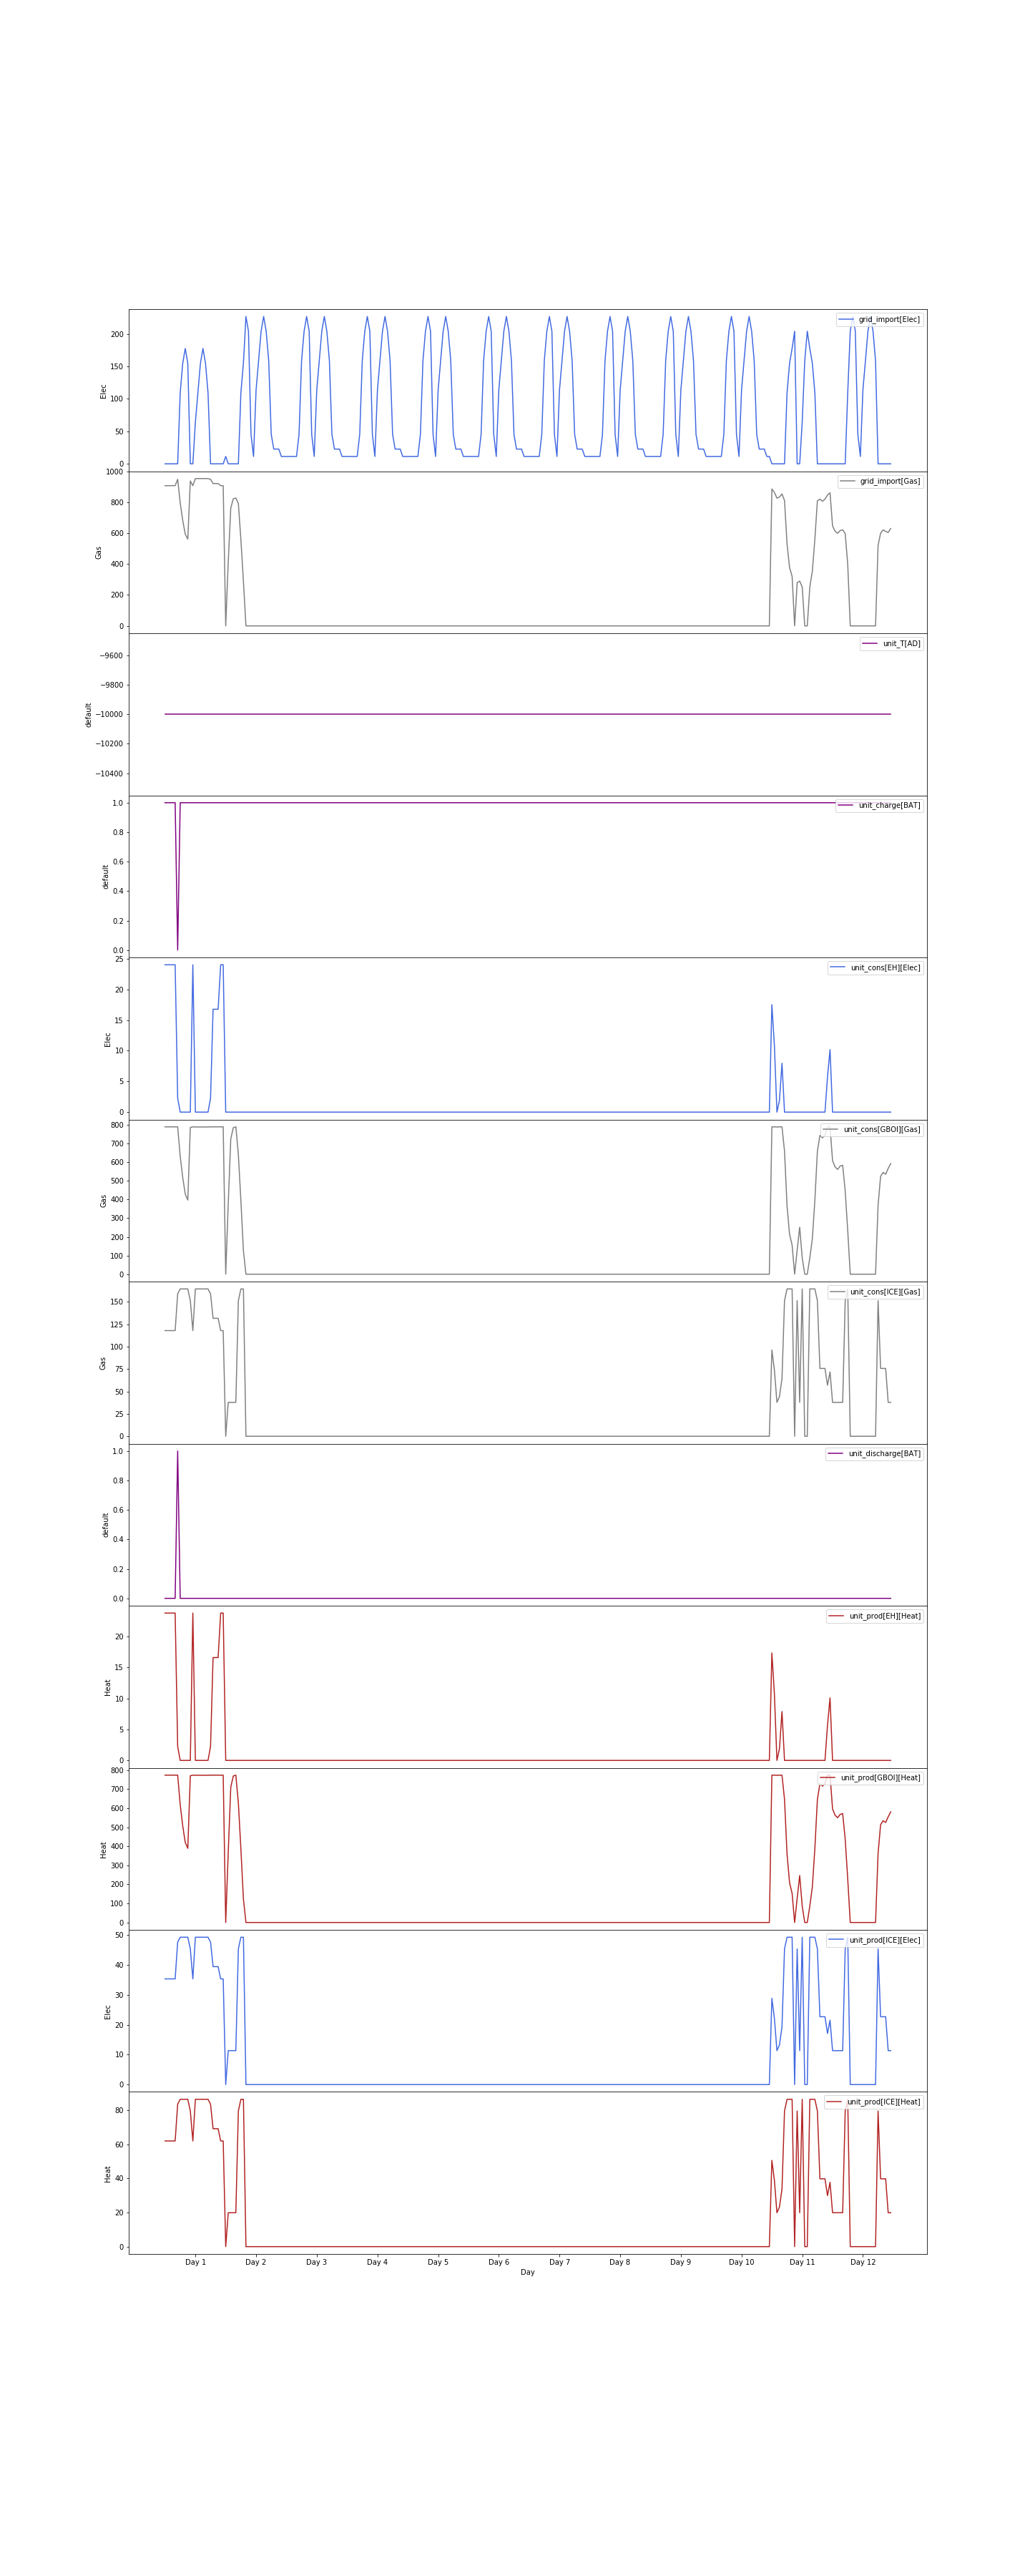 grid_import[Elec]
200
150
100
50
0
Elec
grid_import[Gas]
1000
800
600
400
200
0
Gas
unit_T[AD]
−9600
−9800
−10000
−10200
−10400
default
unit_charge[BAT]
1.0
0.8
0.6
0.4
0.2
0.0
default
unit_cons[EH][Elec]
25
20
15
10
5
0
Elec
unit_cons[GBOI][Gas]
800
700
600
500
400
300
200
100
0
Gas
unit_cons[ICE][Gas]
150
125
100
75
50
25
0
Gas
unit_discharge[BAT]
1.0
0.8
0.6
0.4
0.2
0.0
default
unit_prod[EH][Heat]
20
15
10
5
0
Heat
unit_prod[GBOI][Heat]
800
700
600
500
400
300
200
100
0
Heat
unit_prod[ICE][Elec]
50
40
30
20
10
0
Elec
unit_prod[ICE][Heat]
80
60
40
20
0
Heat
Day 1 Day 2 Day 3 Day 4 Day 5 Day 6 Day 7 Day 8 Day 9 Day 10 Day 11 Day 12
Day